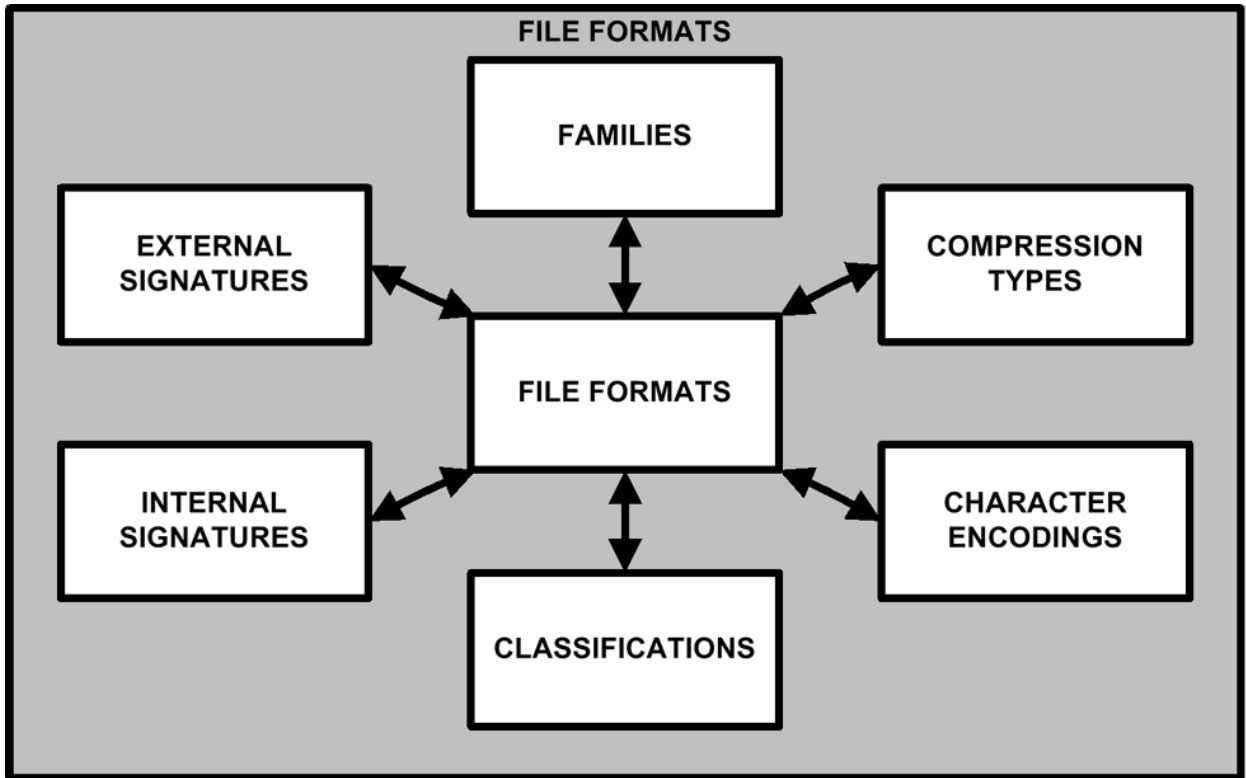 FILE FORMATS
FAMILIES
EXTERNAL
SIGNATURES
COMPRESSION
TYPES
FILE FORMATS
INTERNAL
SIGNATURES
CHARACTER
ENCODINGS
CLASSIFICATIONS